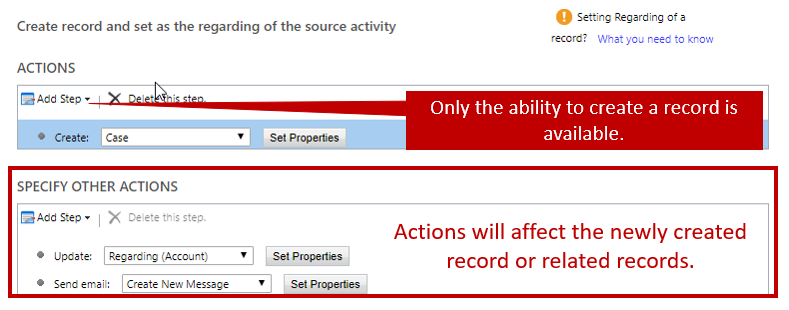 Create record and set as the regarding of the source activity
Setting Regarding of a
record? What you need to know
ACTIONS
Add Step Delete this step.
Only the ability to create a record is
available.
Create: Case Set Properties
SPECIFY OTHER ACTIONS
Add Step Delete this step.
Actions will affect the newly created
record or related records.
Update: Regarding (Account) Set Properties
Send email: Create New Message Set Properties